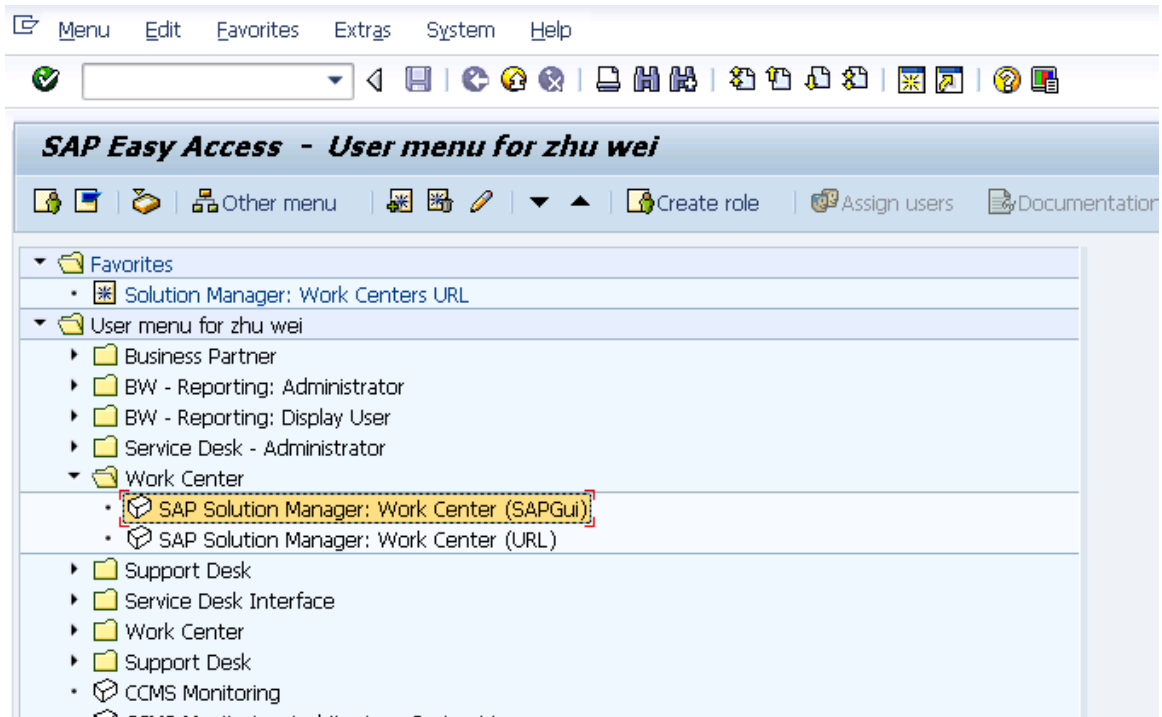 Menu Edit Favorites Extras System Help
SAP Easy Access - User menu for zhu wei
Other menu Create role Assign users Documentation
Favorites
Solution Manager: Work Centers URL
User menu for zhu wei
Business Partner
BW - Reporting: Administrator
BW - Reporting: Display User
Service Desk - Administrator
Work Center
SAP Solution Manager: Work Center (SAPGui)
SAP Solution Manager: Work Center (URL)
Support Desk
Service Desk Interface
Work Center
Support Desk
CCMS Monitoring